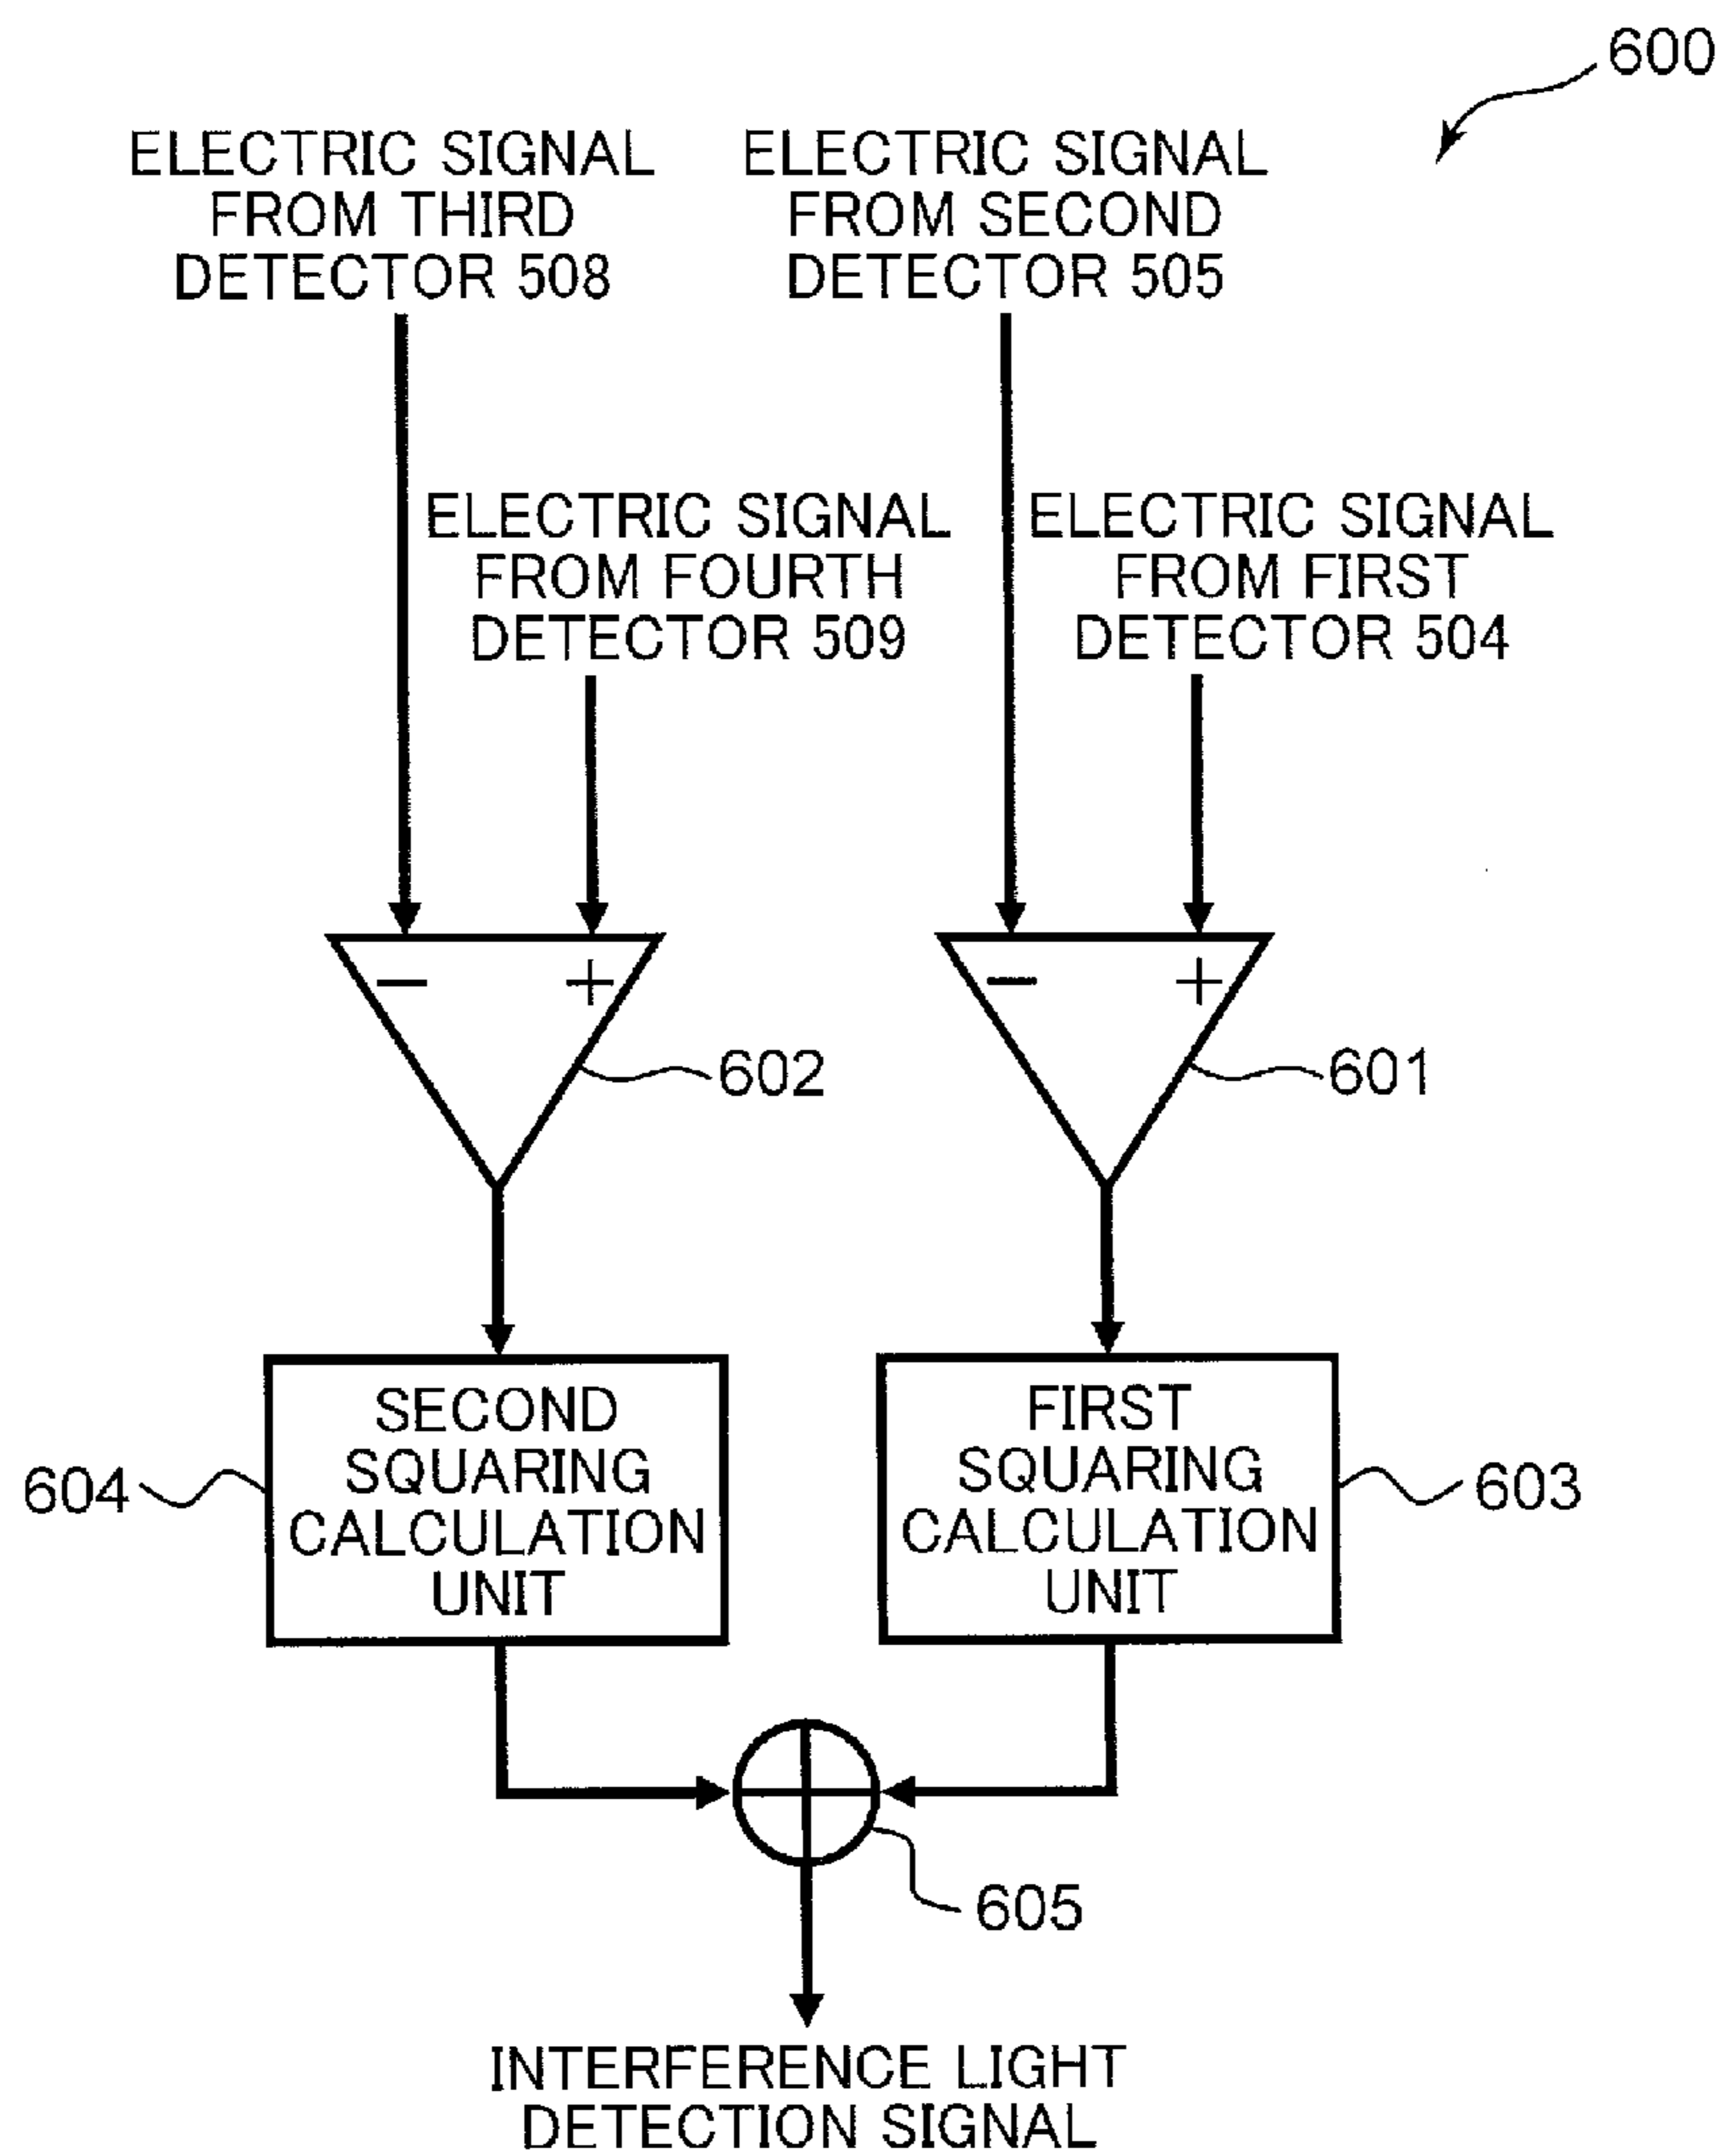 600
ELECTRIC SIGNAL
FROM THIRD
DETECTOR 508
ELECTRIC SIGNAL
FROM SECOND
DETECTOR 505
ELECTRIC SIGNAL
FROM FOURTH
DETECTOR 509
ELECTRIC SIGNAL
FROM FIRST
DETECTOR 504
− +
− +
602
601
SECOND
SQUARING
CALCULATION
UNIT
604
FIRST
SQUARING
CALCULATION
UNIT
603
605
INTERFERENCE LIGHT
DETECTION SIGNAL